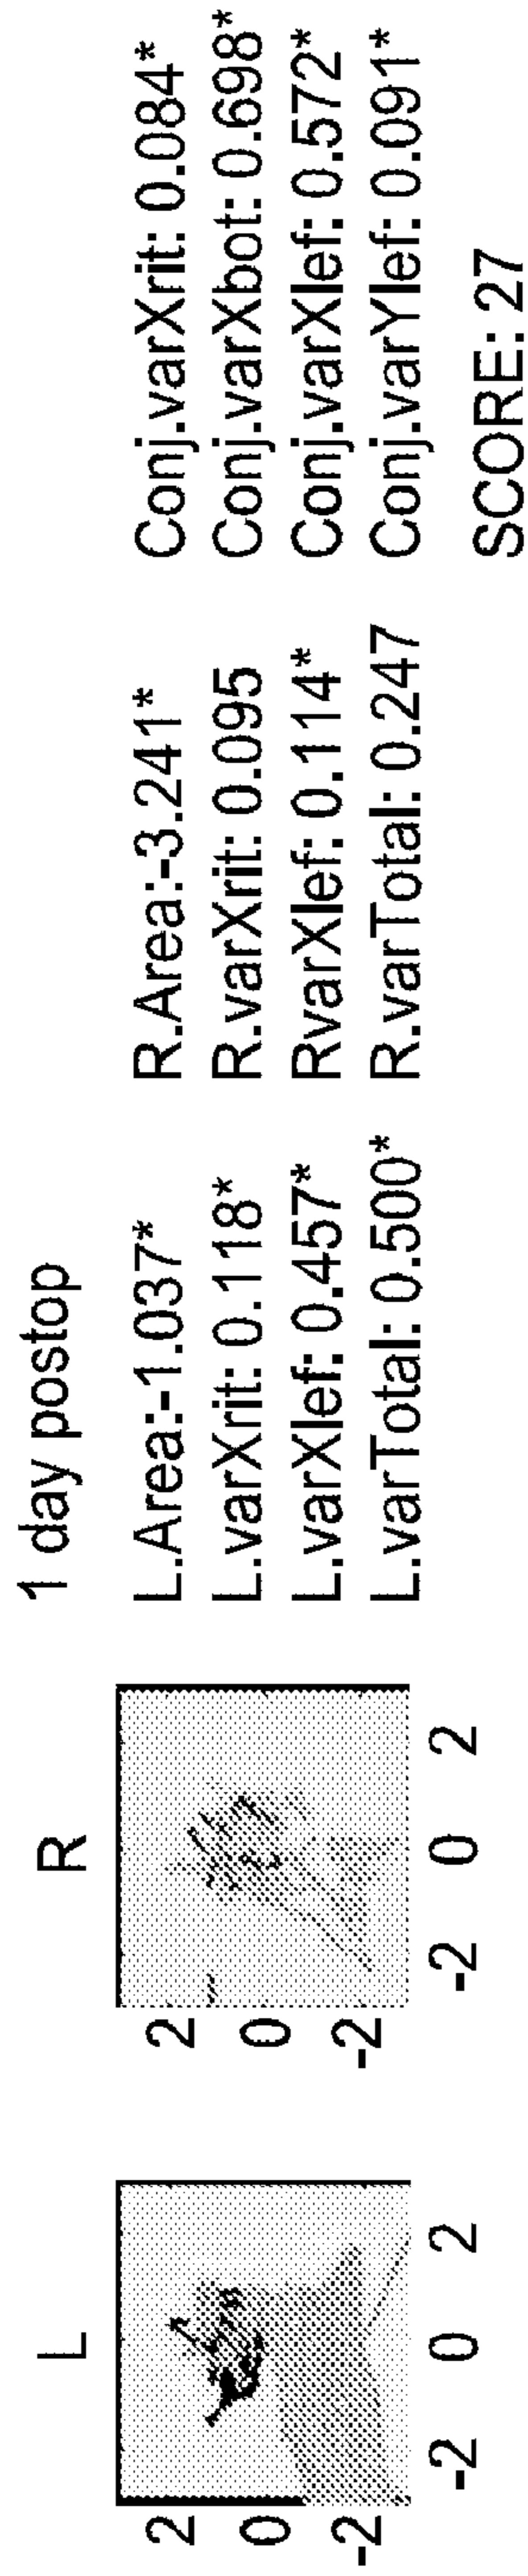 1 day postop
L
R
2
0
-2
-2
0
2
2
0
-2
-2
0
2
L.Area:-1.037*
L.varXrit: 0.118*
L.varXlef: 0.457*
L.varTotal: 0.500*
R.Area:-3.241*
R.varXrit: 0.095
RvarXlef: 0.114*
R.varTotal: 0.247
Conj.varXrit: 0.084*
Conj.varXbot: 0.698*
Conj.varXlef: 0.572*
Conj.varYlef: 0.091*
SCORE: 27